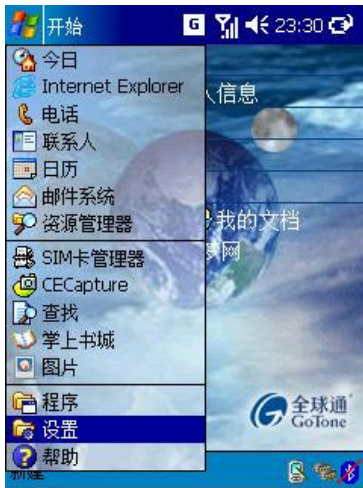 开始 G 23:30
今日
Internet Explorer
人信息
电话
联系人
日历
邮件系统
我的文档
资源管理器
梦网
SIM卡管理器
CECapture
查找
掌上书城
图片
程序
全球通
GoTone
设置
帮助
新建